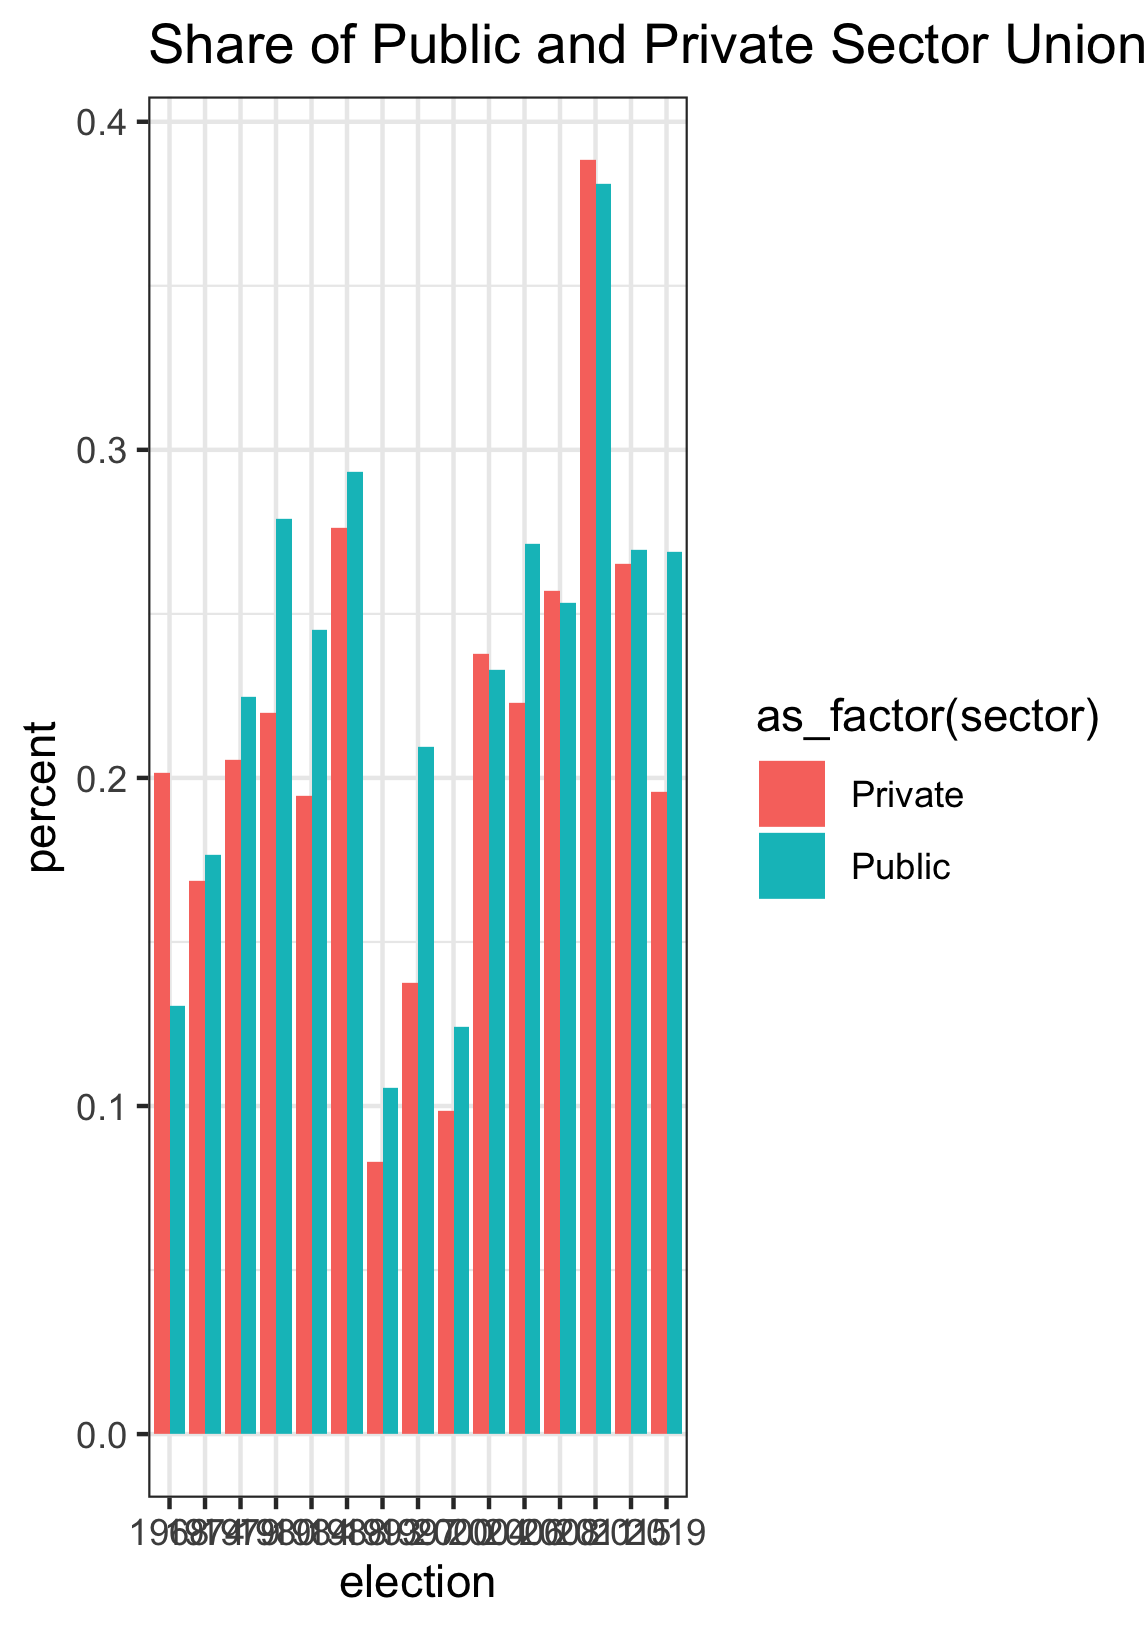 Share of Public and Private Sector Union
0.4
0.3
0.2
0.1
0.0
percent
election
as_factor(sector)
Private
Public